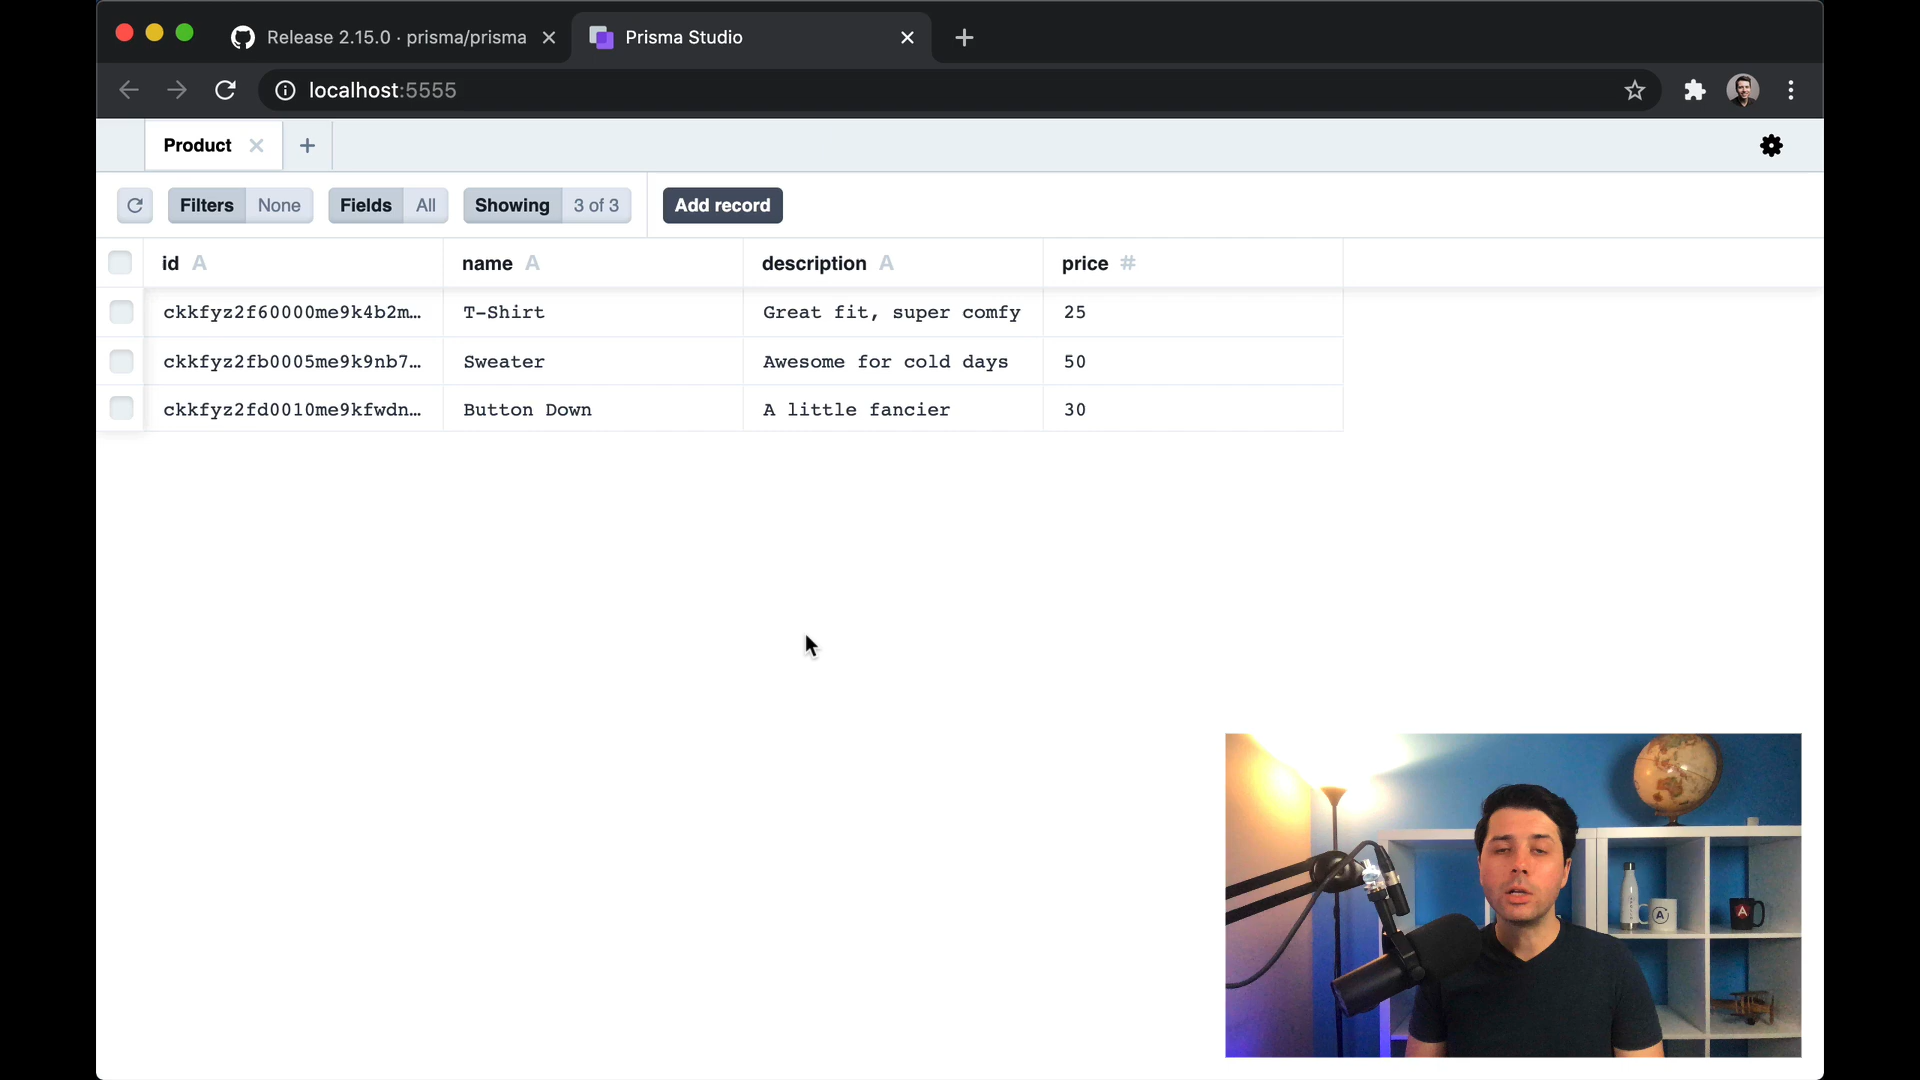 Release 2.15.0 · prisma/prisma
Prisma Studio
localhost:5555
Product
Filters None Fields All Showing 3 of 3 Add record
id A name A description A price #
ckkfyz2f60000me9k4b2m… T-Shirt Great fit, super comfy 25
ckkfyz2fb0005me9k9nb7… Sweater Awesome for cold days 50
ckkfyz2fd0010me9kfwdn… Button Down A little fancier 30
A
A